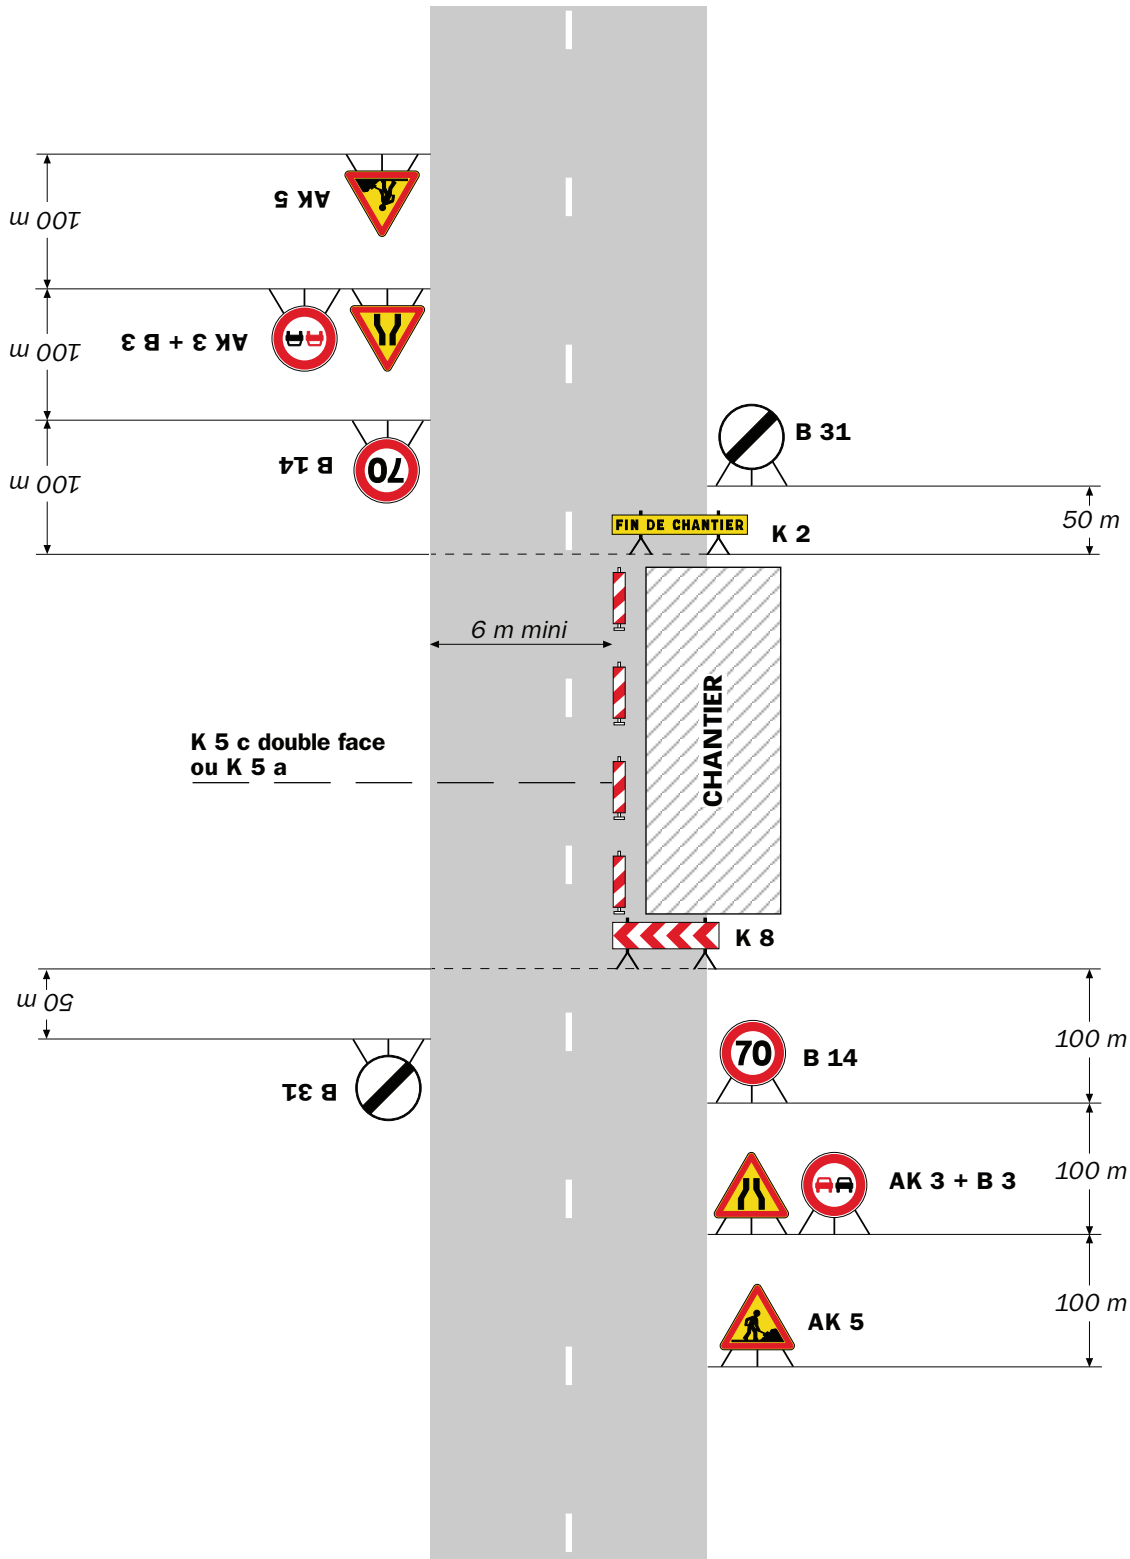 AK 5
100 m
AK 3 + B 3
100 m
B 14
70
100 m
B 31
50 m
FIN DE CHANTIER
K 2
6 m mini
CHANTIER
K 5 c double face
ou K 5 a
K 8
50 m
B 31
70
B 14
100 m
AK 3 + B 3
100 m
AK 5
100 m